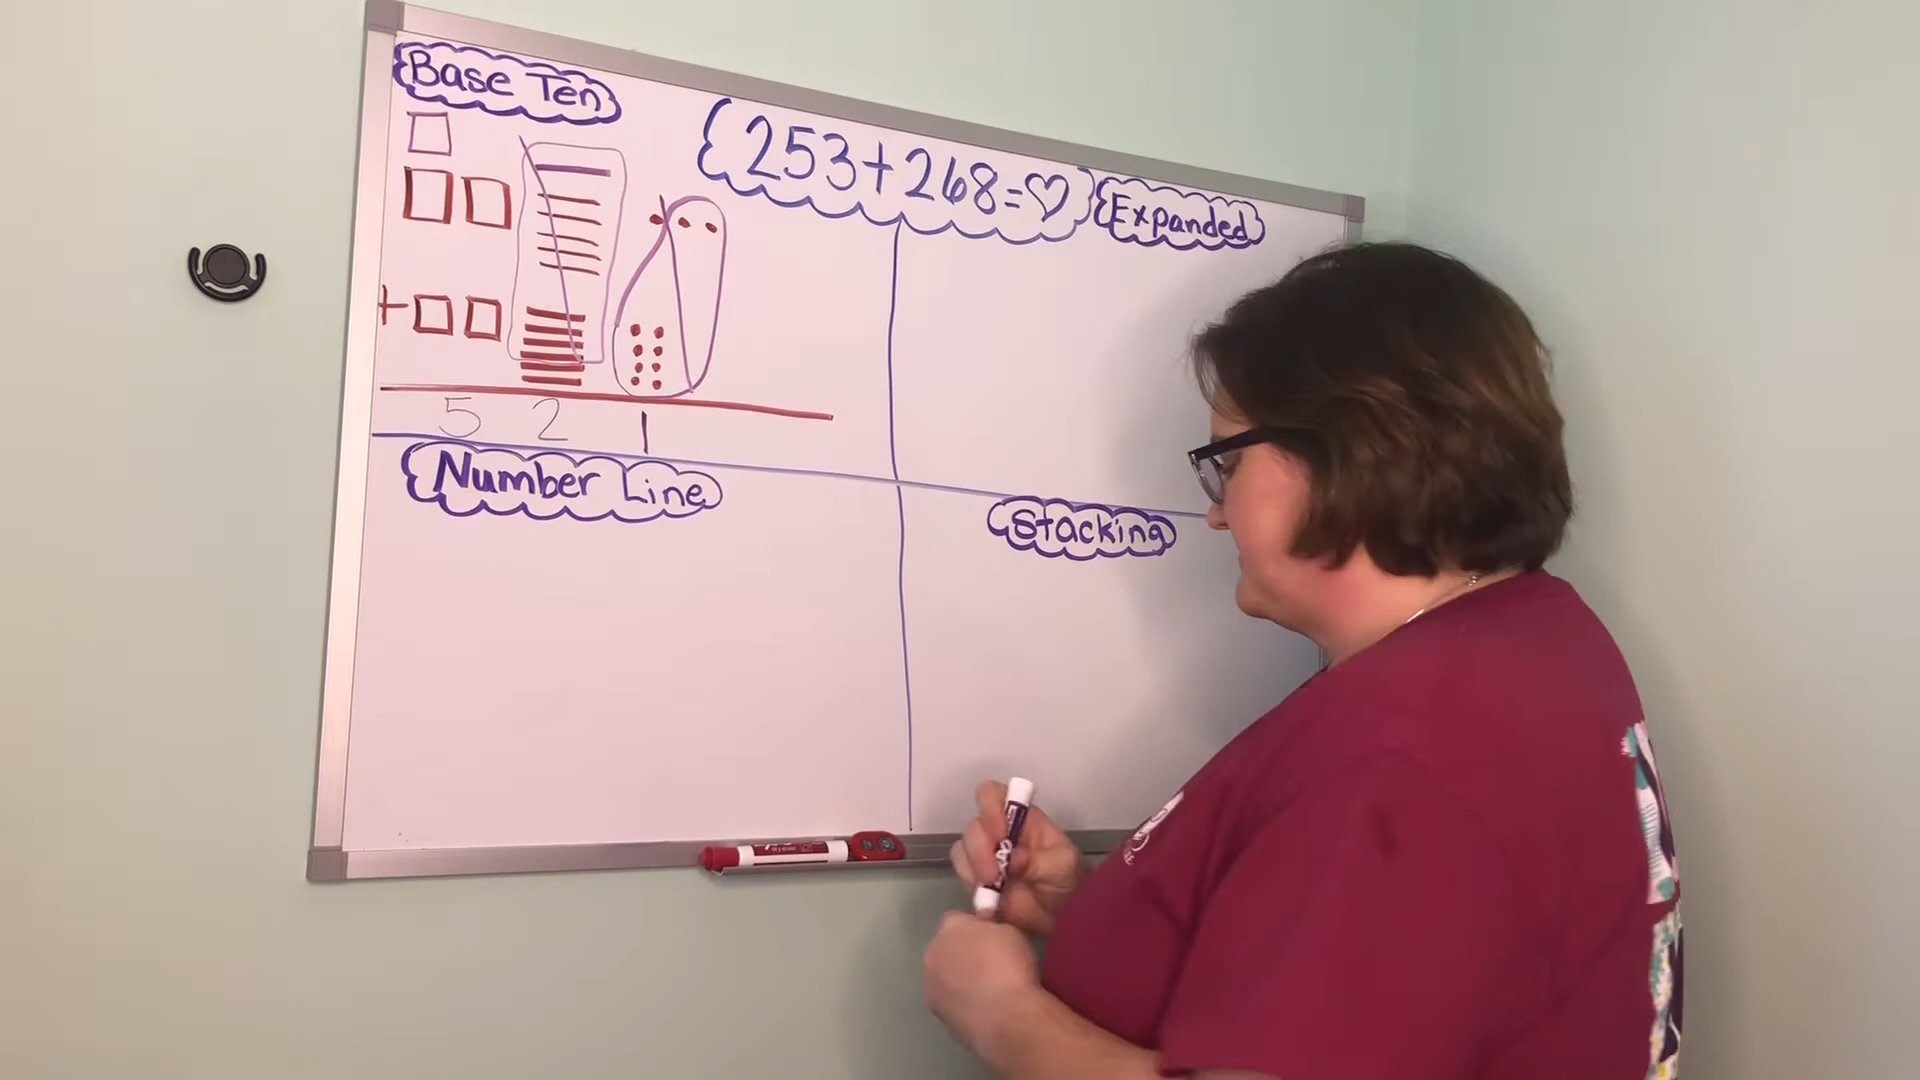 Base Ten
253+268=♡
Expanded
+
5 2 1
Number Line
Stacking